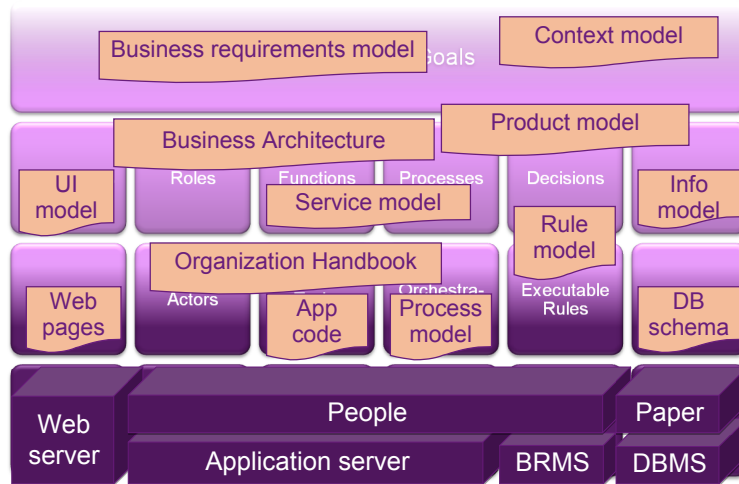 Business requirements model
Goals
Context model
Business Architecture
Product model
UI
model
Roles
Functions
Processes
Decisions
Info
model
Service model
Rule
model
Organization Handbook
Web
pages
Actors
App
code
Orchestra-
Process
model
Executable
Rules
DB
schema
Web
server
People
Paper
Application server
BRMS
DBMS